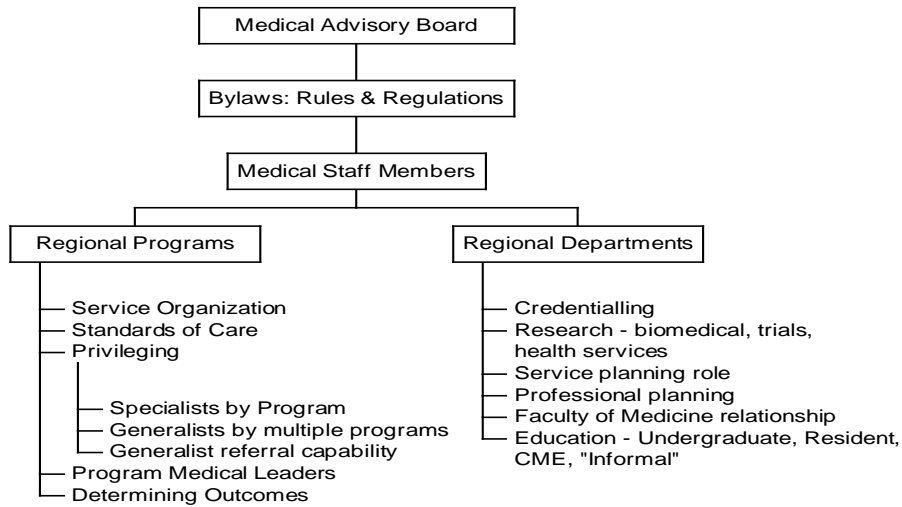 Medical Advisory Board
Bylaws: Rules & Regulations
Medical Staff Members
Regional Programs
Service Organization
Standards of Care
Privileging
Specialists by Program
Generalists by multiple programs
Generalist referral capability
Program Medical Leaders
Determining Outcomes
Regional Departments
Credentialling
Research - biomedical, trials,
health services
Service planning role
Professional planning
Faculty of Medicine relationship
Education - Undergraduate, Resident,
CME, "Informal"